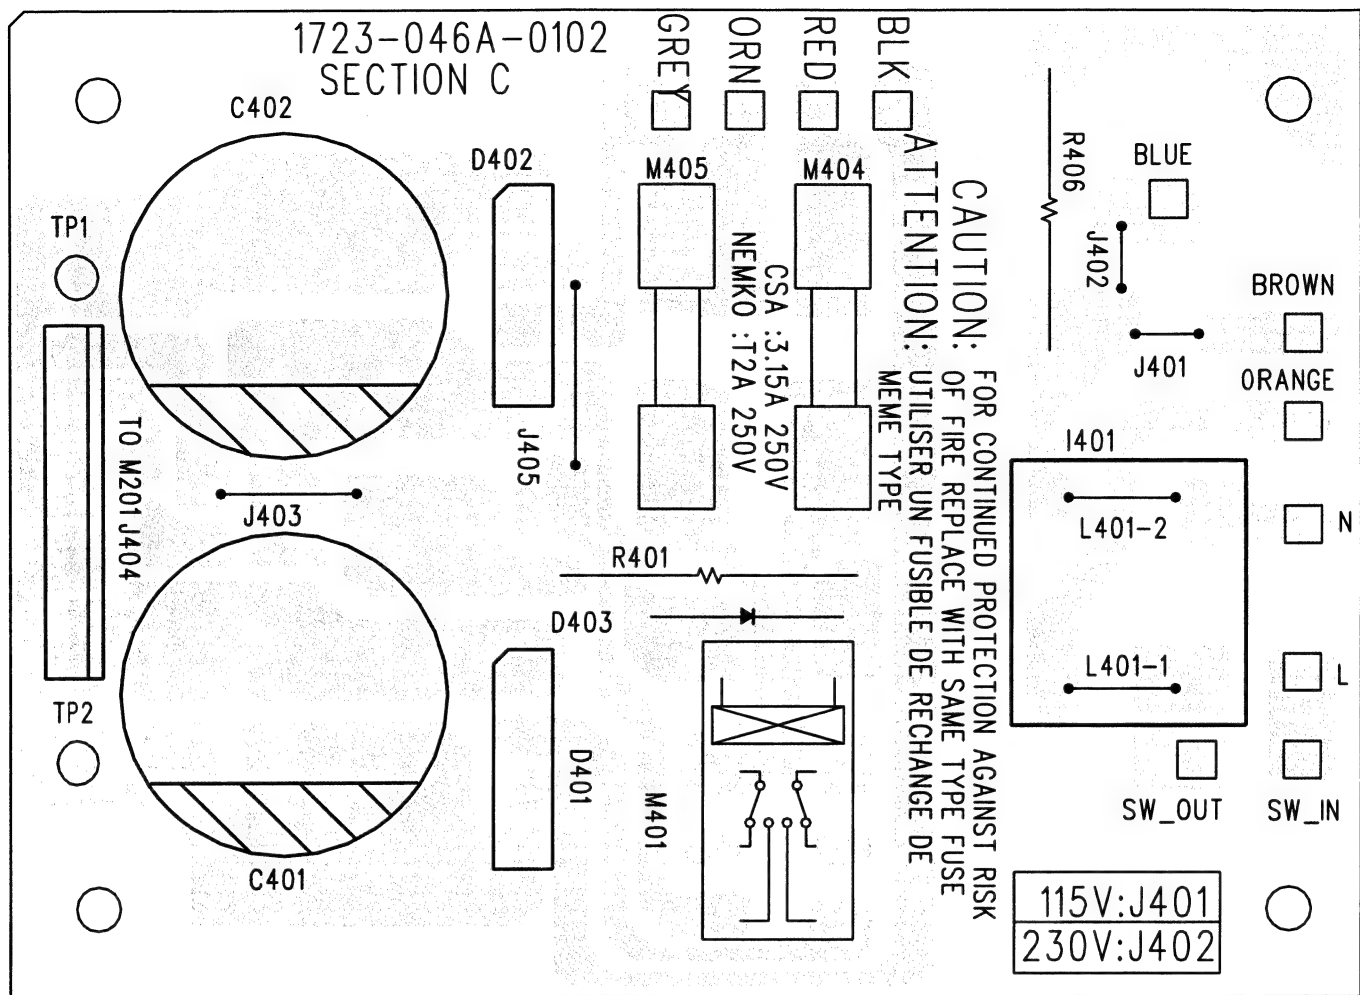 1723-046A-0102
SECTION C
GREY
ORN
RED
BLK
C402
D402
M405
M404
R406
BLUE
TP1
J402
BROWN
J401
ORANGE
CAUTION: FOR CONTINUED PROTECTION AGAINST RISK
OF FIRE REPLACE WITH SAME TYPE FUSE
ATTENTION: UTILISER UN FUSIBLE DE RECHANGE DE
MEME TYPE
CSA :3.15A 250V
NEMKO :T2A 250V
TO M201 J404
J405
I401
J403
L401-2
N
R401
D403
L401-1
L
TP2
D401
M401
SW_OUT
SW_IN
C401
115V:J401
230V:J402